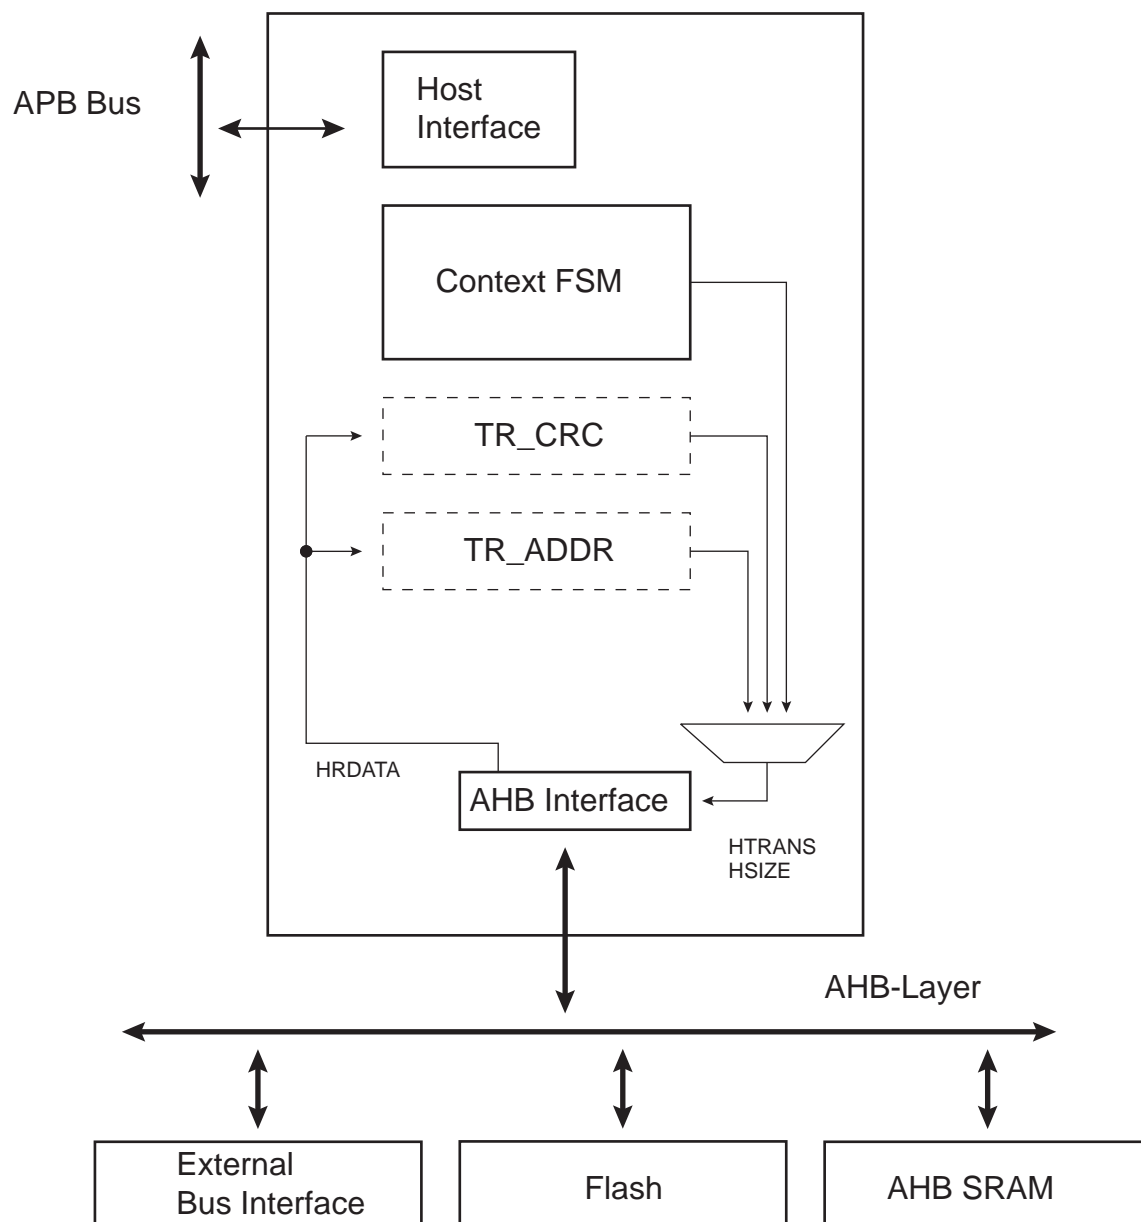 APB Bus
Host
Interface
Context FSM
TR_CRC
TR_ADDR
HRDATA
AHB Interface
HTRANS
HSIZE
AHB-Layer
External
Bus Interface
Flash
AHB SRAM